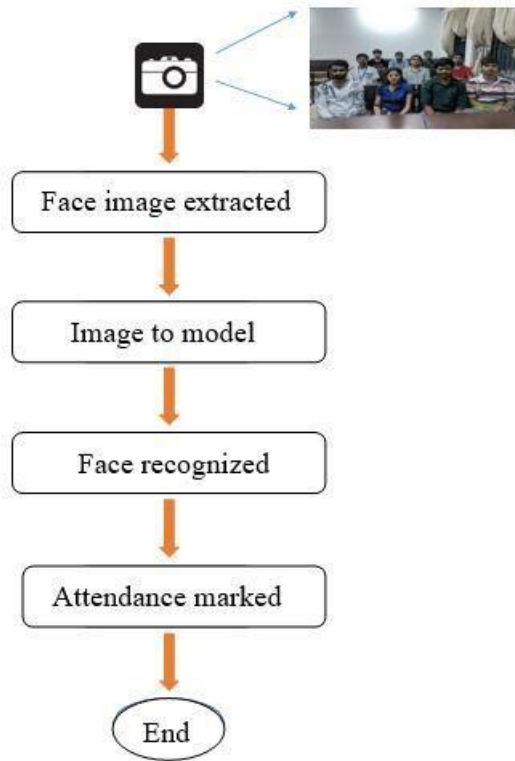 Face image extracted
Image to model
Face recognized
Attendance marked
End